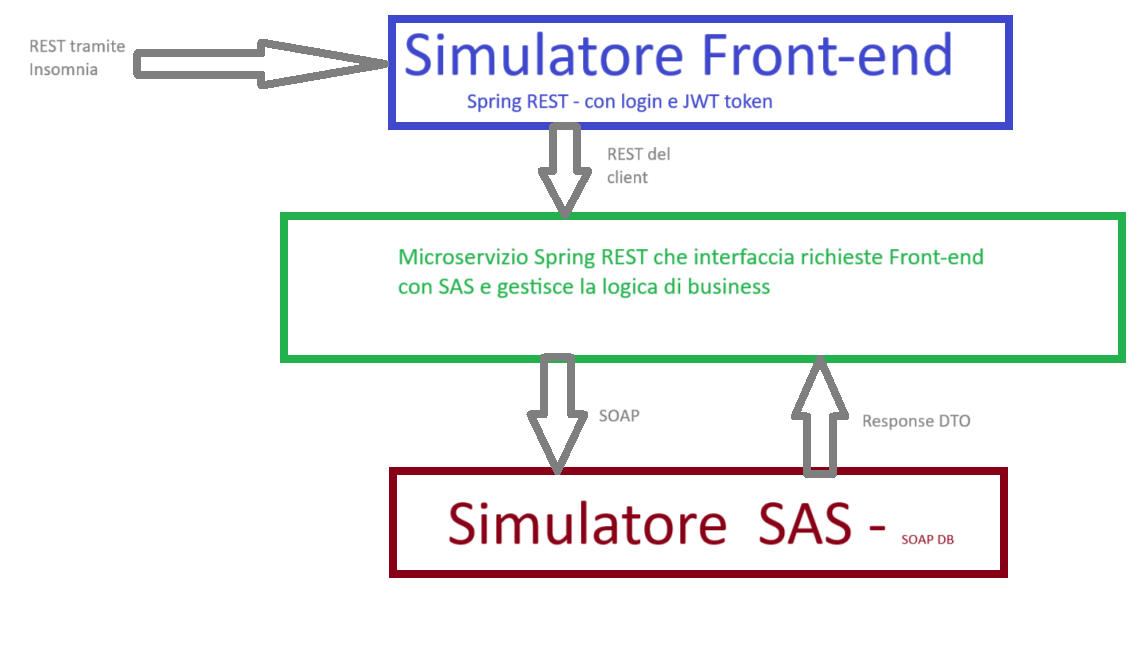 REST tramite
Insomnia
Simulatore Front-end
Spring REST - con login e JWT token
REST del
client
Microservizio Spring REST che interfaccia richieste Front-end
con SAS e gestisce la logica di business
SOAP
Response DTO
Simulatore SAS - SOAP DB